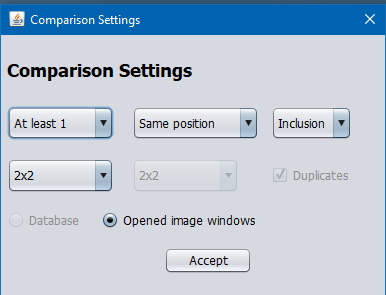 Comparison Settings
Comparison Settings
At least 1 Same position Inclusion
2x2 2x2 Duplicates
Database Opened image windows
Accept